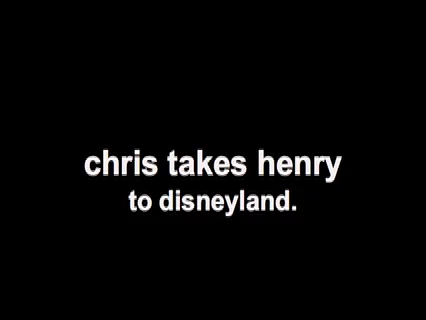 chris takes henry
to disneyland.